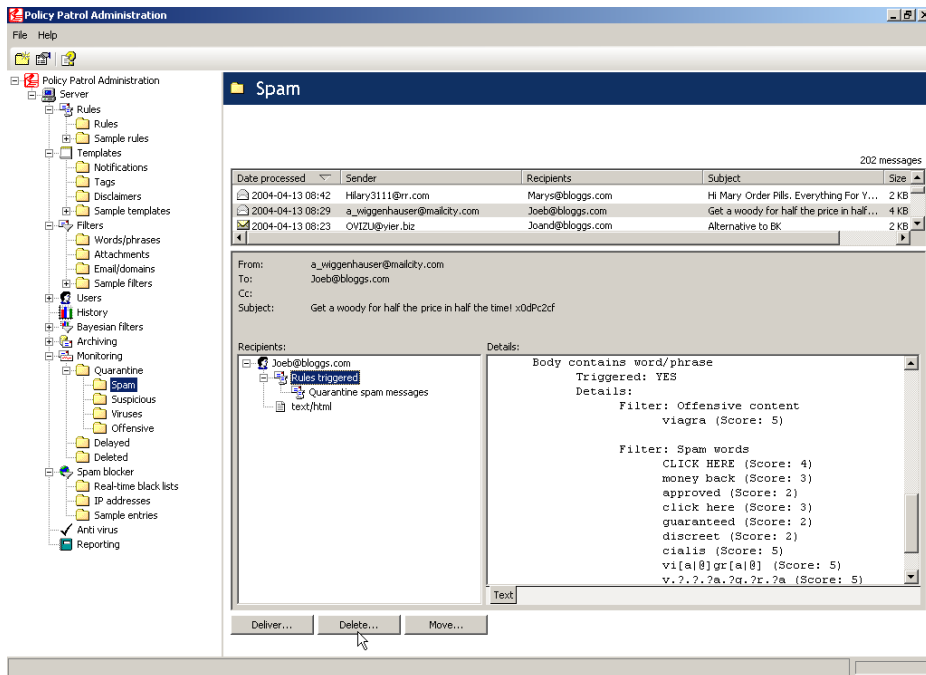 Policy Patrol Administration
File Help
Policy Patrol Administration
Server
Rules
Rules
Sample rules
Templates
Notifications
Tags
Disclaimers
Sample templates
Filters
Words/phrases
Attachments
Email/domains
Sample filters
Users
History
Bayesian filters
Archiving
Monitoring
Quarantine
Spam
Suspicious
Viruses
Offensive
Delayed
Deleted
Spam blocker
Real-time black lists
IP addresses
Sample entries
Anti virus
Reporting
Spam
202 messages
Date processed Sender Recipients Subject Size
2004-04-13 08:42 Hilary3111@rr.com Marys@bloggs.com Hi Mary Order Pills. Everything For Y... 2 KB
2004-04-13 08:29 a_wiggenhauser@mailcity.com Joeb@bloggs.com Get a woody for half the price in half... 4 KB
2004-04-13 08:23 OVIZU@yier.biz Joand@bloggs.com Alternative to BK 2 KB
From: a_wiggenhauser@mailcity.com
To: Joeb@bloggs.com
Cc:
Subject: Get a woody for half the price in half the time! x0dPc2cf
Recipients:
Joeb@bloggs.com
Rules triggered
Quarantine spam messages
text/html
Details:
Body contains word/phrase
Triggered: YES
Details:
Filter: Offensive content
viagra (Score: 5)
Filter: Spam words
CLICK HERE (Score: 4)
money back (Score: 3)
approved (Score: 2)
click here (Score: 3)
guaranteed (Score: 2)
discreet (Score: 2)
cialis (Score: 5)
vi[a|@]gr[a|@] (Score: 5)
v.?.?.?a.?g.?r.?a (Score: 5)
Text
Deliver... Delete... Move...